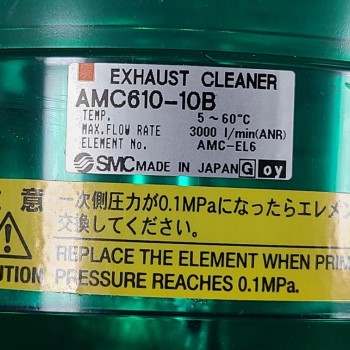 EXHAUST CLEANER
AMC610-10B
TEMP. 5~60℃
MAX.FLOW RATE 3000 l/min(ANR)
ELEMENT No. AMC-EL6
SMC MADE IN JAPAN G oy
意 一次側圧力が0.1MPaになったらエレメン
交換してください。
REPLACE THE ELEMENT WHEN PRIM
AUTION PRESSURE REACHES 0.1MPa.